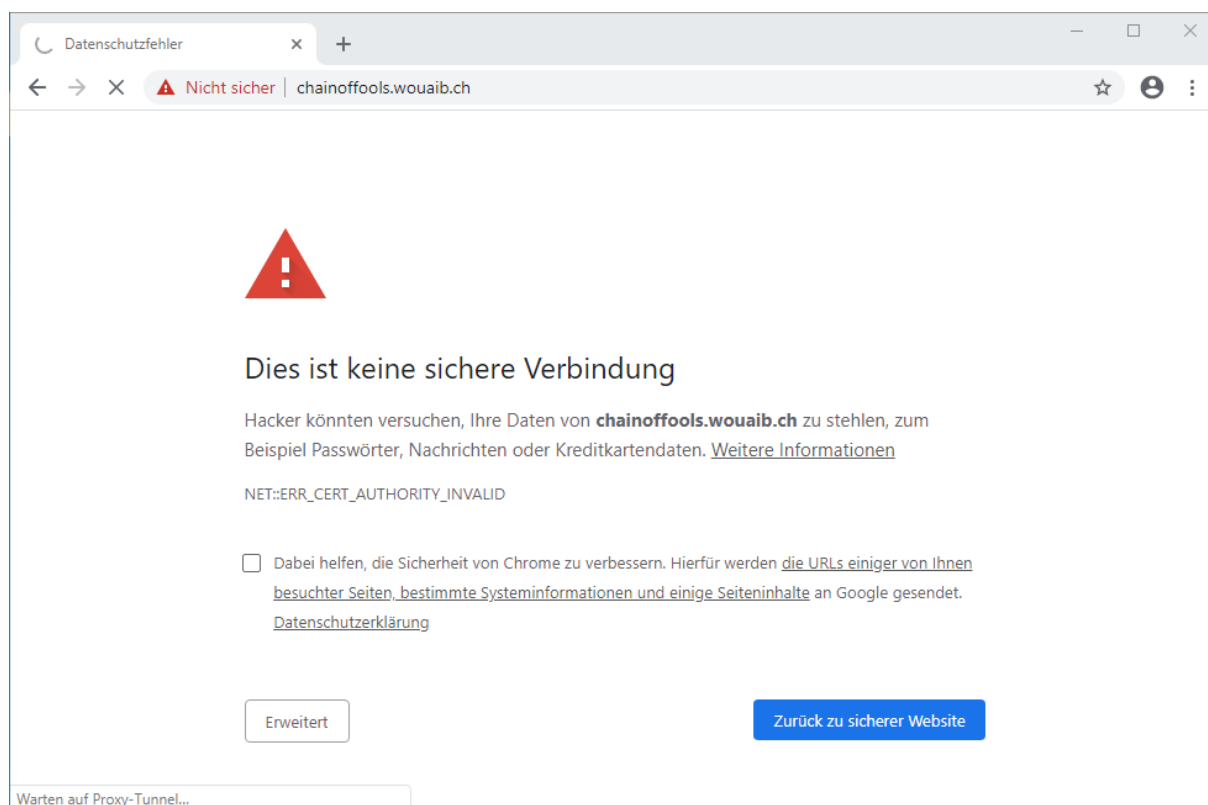 Datenschutzfehler
Nicht sicher | chainoffools.wouaib.ch
Dies ist keine sichere Verbindung
Hacker könnten versuchen, Ihre Daten von chainoffools.wouaib.ch zu stehlen, zum
Beispiel Passwörter, Nachrichten oder Kreditkartendaten. Weitere Informationen
NET::ERR_CERT_AUTHORITY_INVALID
Dabei helfen, die Sicherheit von Chrome zu verbessern. Hierfür werden die URLs einiger von Ihnen
besuchter Seiten, bestimmte Systeminformationen und einige Seiteninhalte an Google gesendet.
Datenschutzerklärung
Erweitert
Zurück zu sicherer Website
Warten auf Proxy-Tunnel...